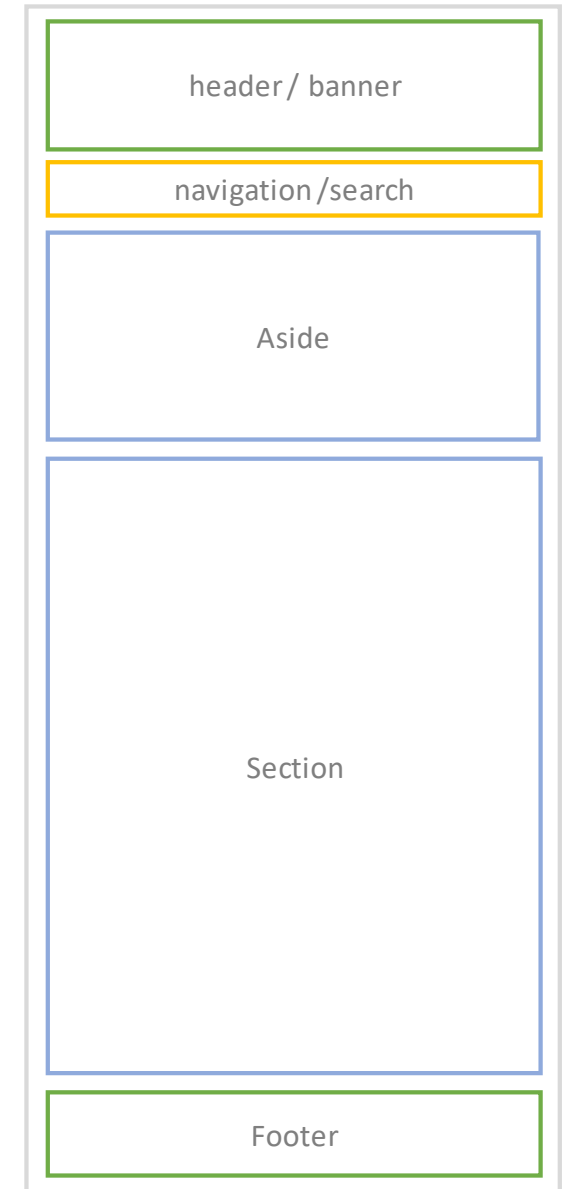 header / banner
navigation /search
Aside
Section
Footer